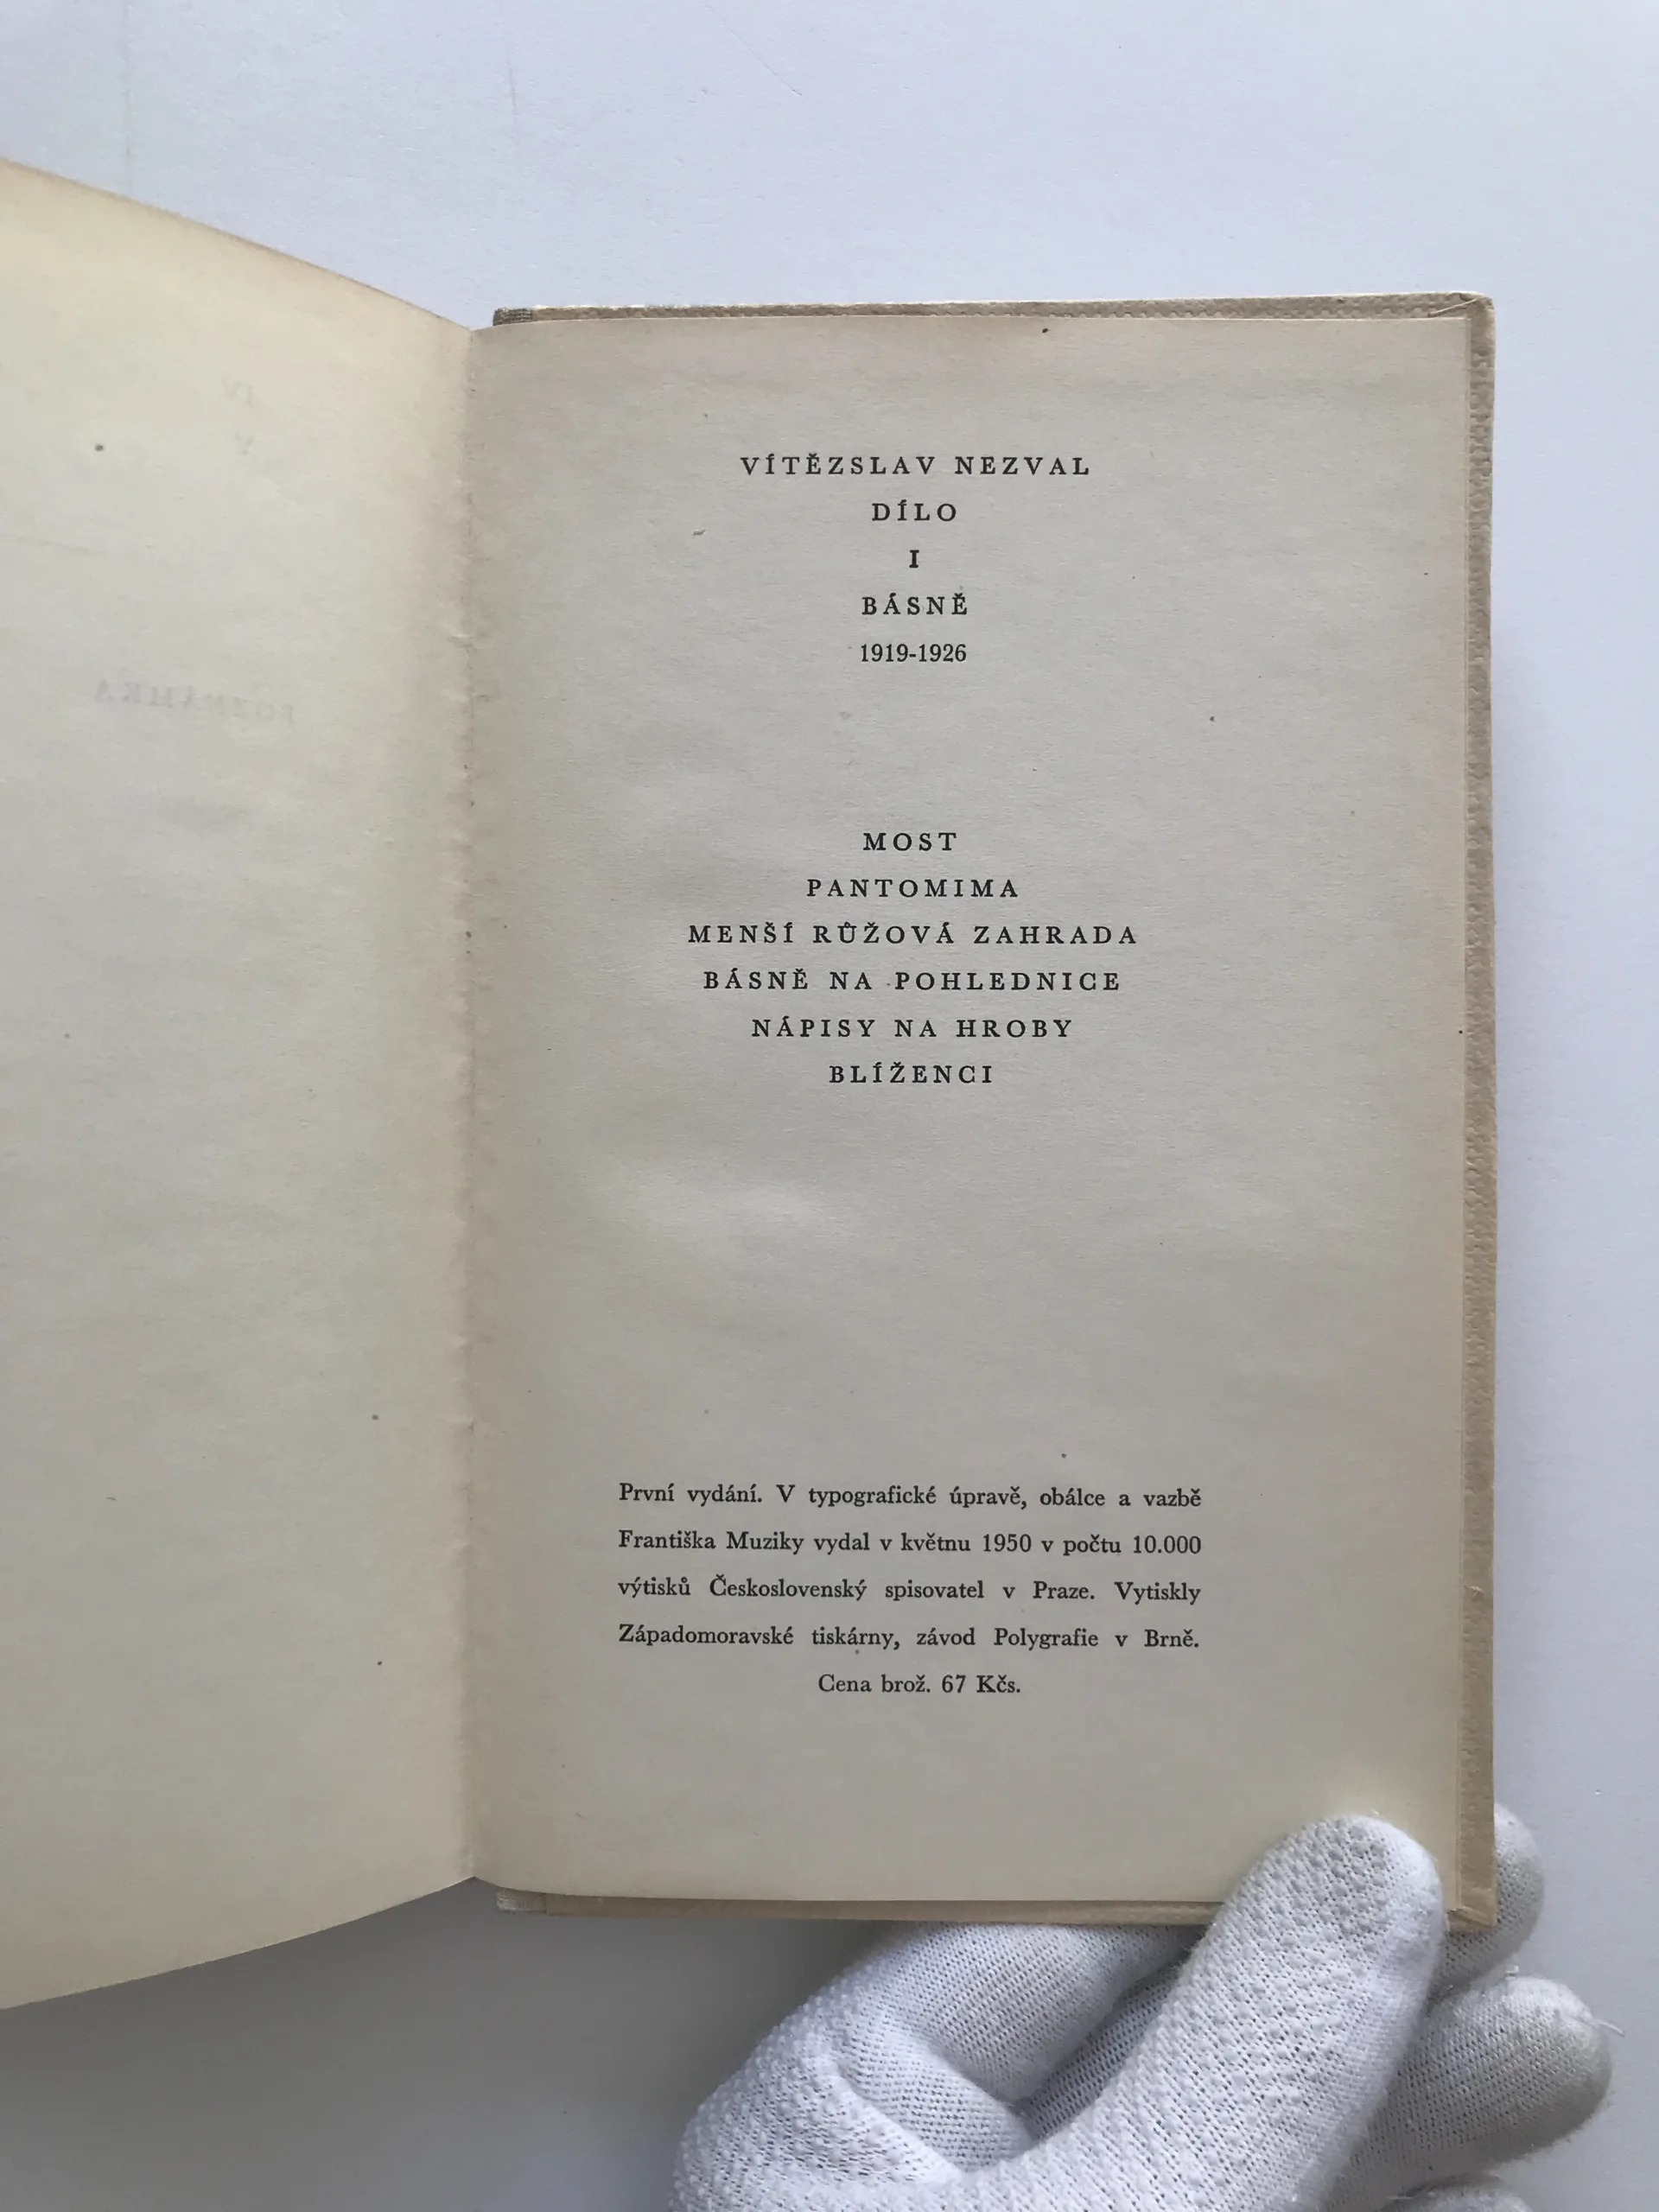 VÍTĚZSLAV NEZVAL
DÍLO
I
BÁSNĚ
1919-1926
MOST
PANTOMIMA
MENŠÍ RŮŽOVÁ ZAHRADA
BÁSNĚ NA POHLEDNICE
NÁPISY NA HROBY
BLÍŽENCI
První vydání. V typografické úpravě, obálce a vazbě
Františka Muziky vydal v květnu 1950 v počtu 10.000
výtisků Československý spisovatel v Praze. Vytiskly
Západomoravské tiskárny, závod Polygrafie v Brně.
Cena brož. 67 Kčs.